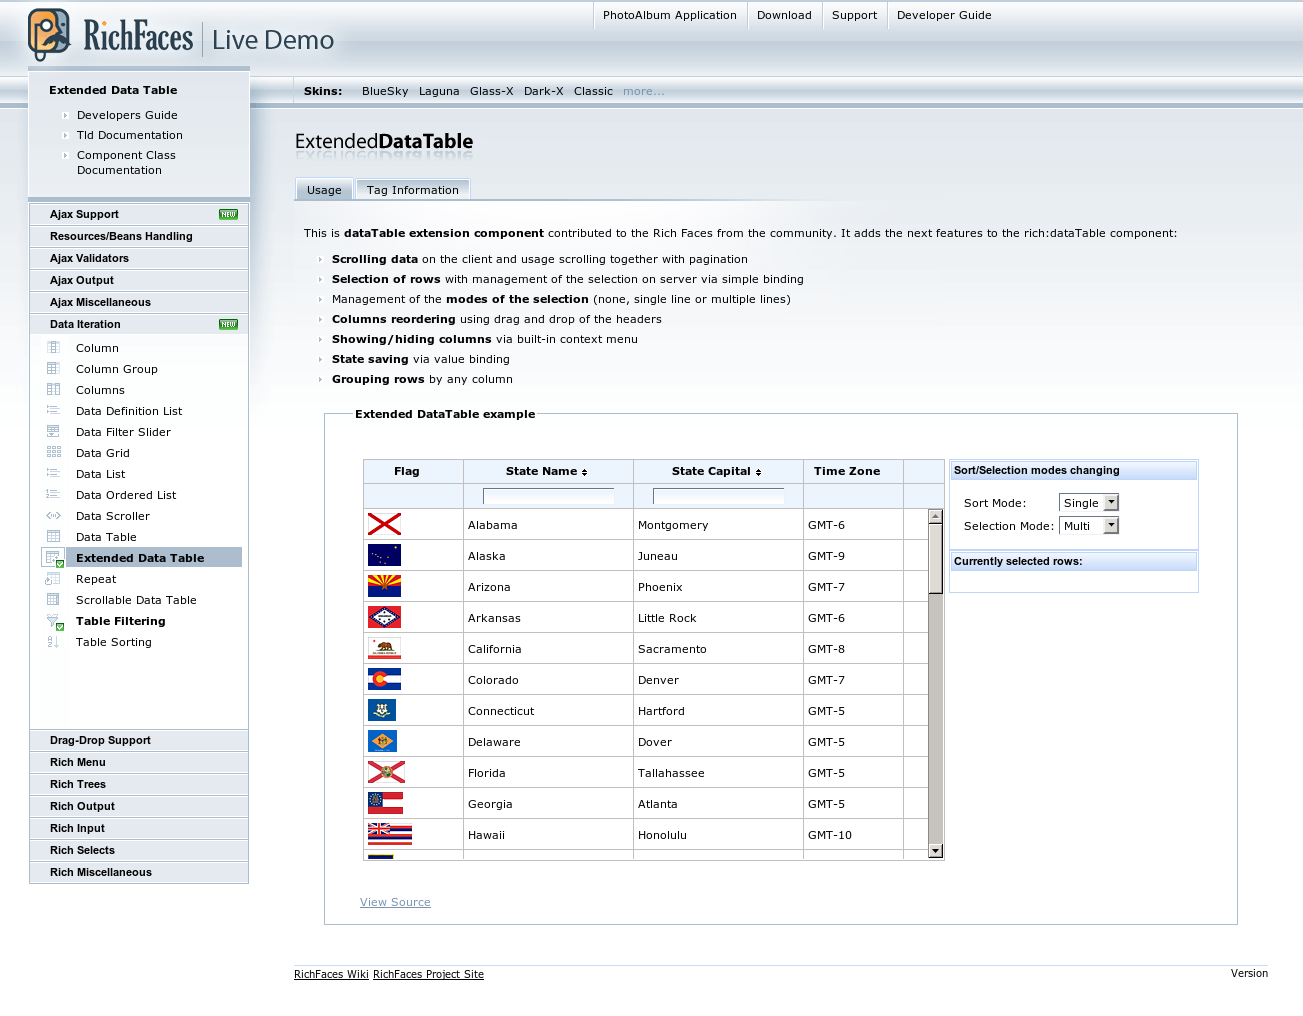 RichFaces Live Demo
PhotoAlbum Application
Download
Support
Developer Guide
Extended Data Table
Developers Guide
Tld Documentation
Component Class
Documentation
Skins: BlueSky Laguna Glass-X Dark-X Classic more...
Ajax Support NEW
Resources/Beans Handling
Ajax Validators
Ajax Output
Ajax Miscellaneous
Data Iteration NEW
Column
Column Group
Columns
Data Definition List
Data Filter Slider
Data Grid
Data List
Data Ordered List
Data Scroller
Data Table
Extended Data Table
Repeat
Scrollable Data Table
Table Filtering
Table Sorting
Drag-Drop Support
Rich Menu
Rich Trees
Rich Output
Rich Input
Rich Selects
Rich Miscellaneous
ExtendedDataTable
Usage
Tag Information
This is dataTable extension component contributed to the Rich Faces from the community. It adds the next features to the rich:dataTable component:
Scrolling data on the client and usage scrolling together with pagination
Selection of rows with management of the selection on server via simple binding
Management of the modes of the selection (none, single line or multiple lines)
Columns reordering using drag and drop of the headers
Showing/hiding columns via built-in context menu
State saving via value binding
Grouping rows by any column
Extended DataTable example
Flag State Name State Capital Time Zone
Alabama Montgomery GMT-6
Alaska Juneau GMT-9
Arizona Phoenix GMT-7
Arkansas Little Rock GMT-6
California Sacramento GMT-8
Colorado Denver GMT-7
Connecticut Hartford GMT-5
Delaware Dover GMT-5
Florida Tallahassee GMT-5
Georgia Atlanta GMT-5
Hawaii Honolulu GMT-10
Sort/Selection modes changing
Sort Mode: Single
Selection Mode: Multi
Currently selected rows:
View Source
RichFaces Wiki RichFaces Project Site
Version